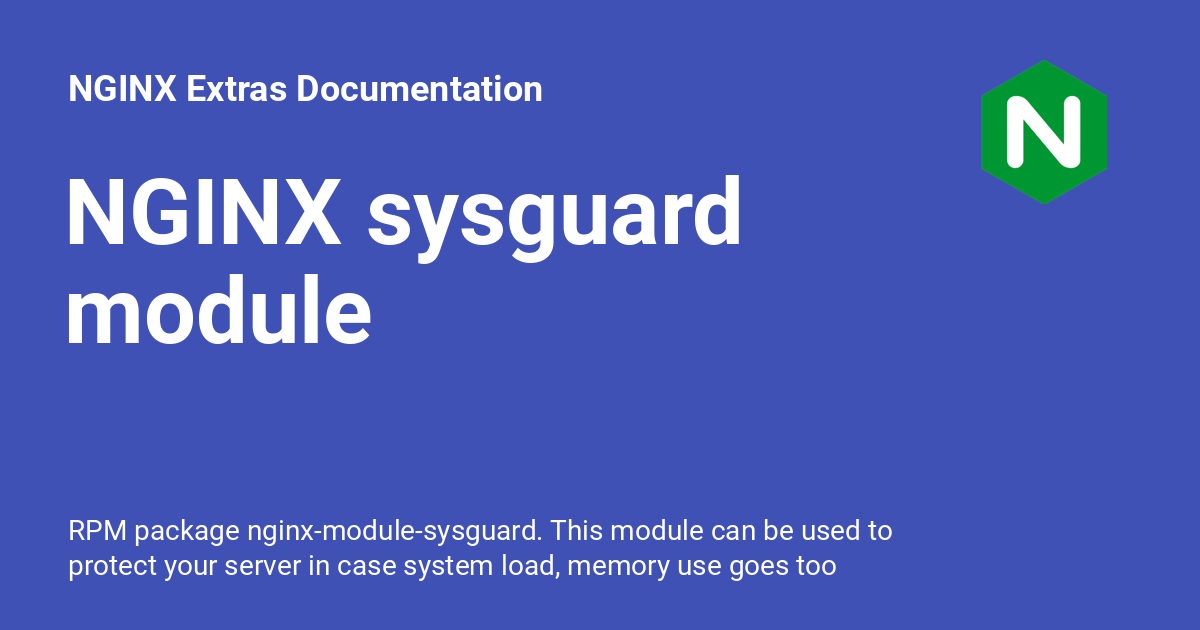 NGINX Extras Documentation
NGINX sysguard
module
RPM package nginx-module-sysguard. This module can be used to
protect your server in case system load, memory use goes too